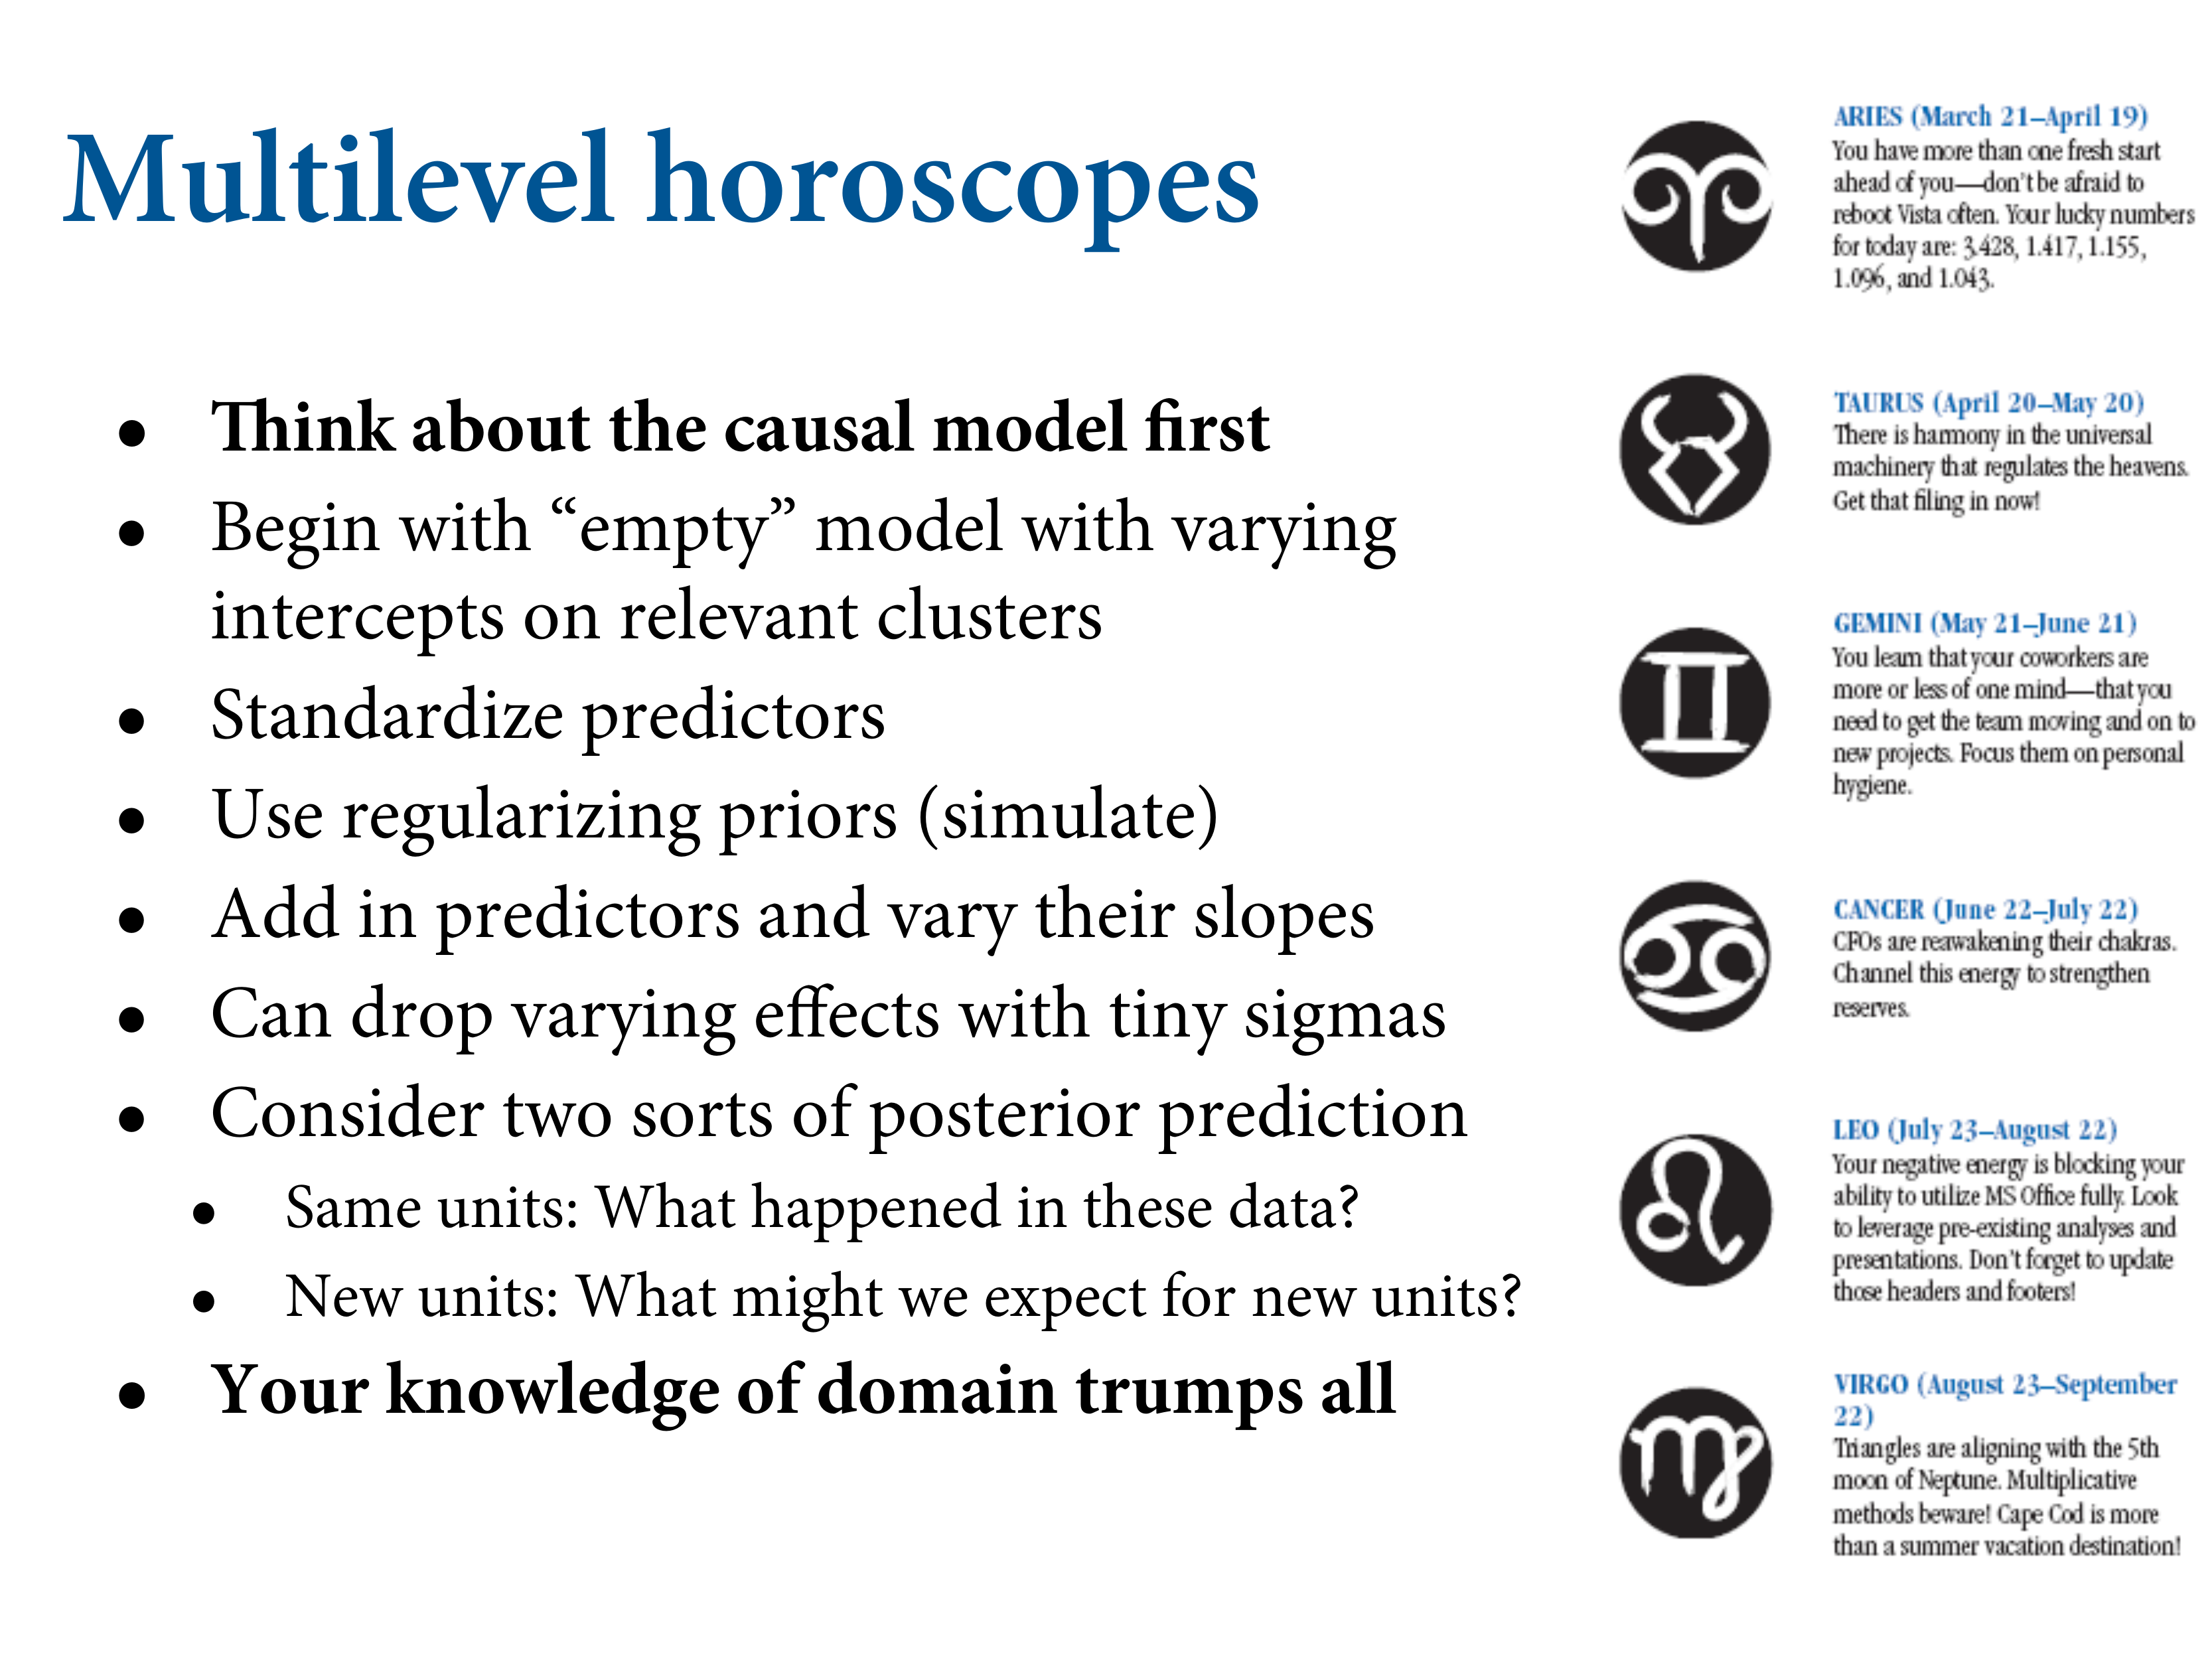 Multilevel horoscopes
• Think about the causal model first
• Begin with “empty” model with varying
intercepts on relevant clusters
• Standardize predictors
• Use regularizing priors (simulate)
• Add in predictors and vary their slopes
• Can drop varying effects with tiny sigmas
• Consider two sorts of posterior prediction
• Same units: What happened in these data?
• New units: What might we expect for new units?
• Your knowledge of domain trumps all
ARIES (March 21–April 19)
You have more than one fresh start
ahead of you—don’t be afraid to
reboot Vista often. Your lucky numbers
for today are: 3.428, 1.417, 1.155,
1.096, and 1.043.
TAURUS (April 20–May 20)
There is harmony in the universal
machinery that regulates the heavens.
Get that filing in now!
GEMINI (May 21–June 21)
You learn that your coworkers are
more or less of one mind—that you
need to get the team moving and on to
new projects. Focus them on personal
hygiene.
CANCER (June 22–July 22)
CFOs are reawakening their chakras.
Channel this energy to strengthen
reserves.
LEO (July 23–August 22)
Your negative energy is blocking your
ability to utilize MS Office fully. Look
to leverage pre-existing analyses and
presentations. Don’t forget to update
those headers and footers!
VIRGO (August 23–September
22)
Triangles are aligning with the 5th
moon of Neptune. Multiplicative
methods beware! Cape Cod is more
than a summer vacation destination!